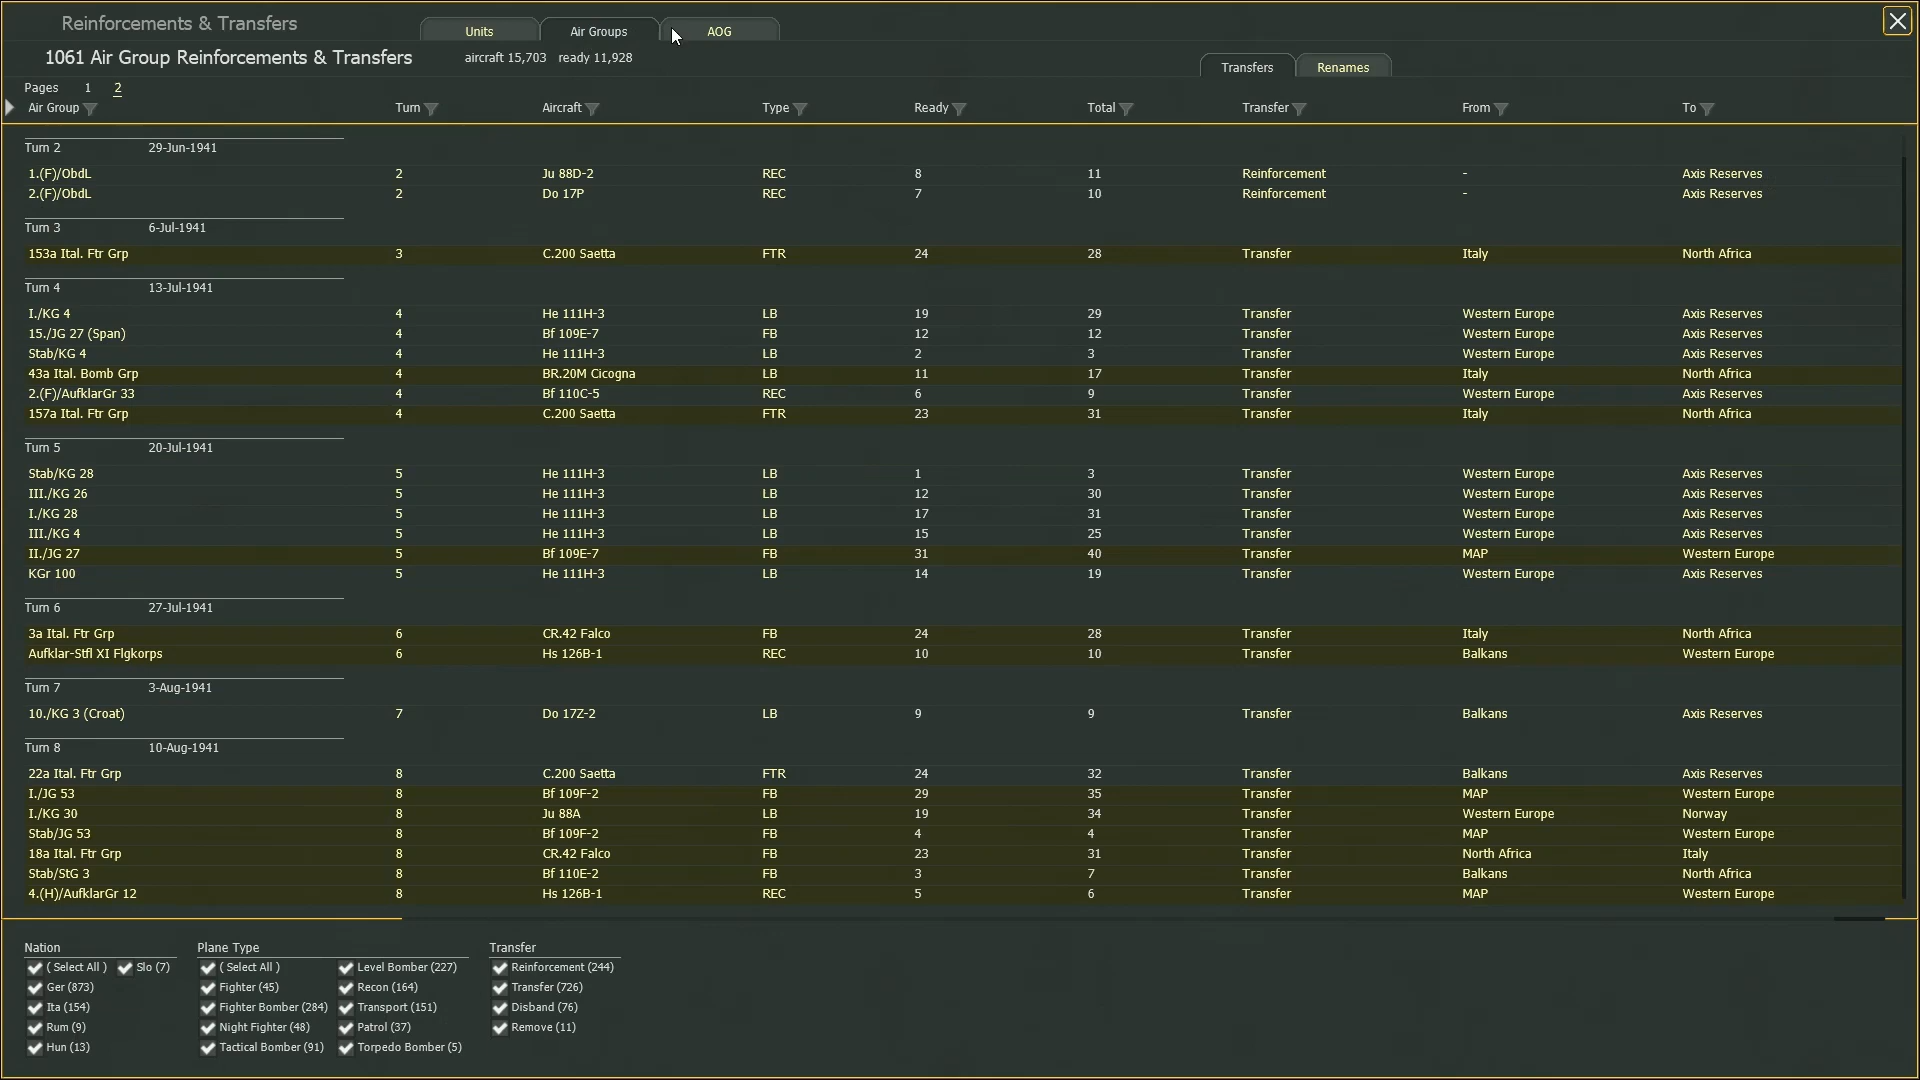 Reinforcements & Transfers
Units Air Groups AOG
1061 Air Group Reinforcements & Transfers aircraft 15,703 ready 11,928
Transfers Renames
Pages 1 2
Air Group Turn Aircraft Type Ready Total Transfer From To
Turn 2 29-Jun-1941
1.(F)/ObdL 2 Ju 88D-2 REC 8 11 Reinforcement - Axis Reserves
2.(F)/ObdL 2 Do 17P REC 7 10 Reinforcement - Axis Reserves
Turn 3 6-Jul-1941
153a Ital. Ftr Grp 3 C.200 Saetta FTR 24 28 Transfer Italy North Africa
Turn 4 13-Jul-1941
I./KG 4 4 He 111H-3 LB 19 29 Transfer Western Europe Axis Reserves
15./JG 27 (Span) 4 Bf 109E-7 FB 12 12 Transfer Western Europe Axis Reserves
Stab/KG 4 4 He 111H-3 LB 2 3 Transfer Western Europe Axis Reserves
43a Ital. Bomb Grp 4 BR.20M Cicogna LB 11 17 Transfer Italy North Africa
2.(F)/AufklarGr 33 4 Bf 110C-5 REC 6 9 Transfer Western Europe Axis Reserves
157a Ital. Ftr Grp 4 C.200 Saetta FTR 23 31 Transfer Italy North Africa
Turn 5 20-Jul-1941
Stab/KG 28 5 He 111H-3 LB 1 3 Transfer Western Europe Axis Reserves
III./KG 26 5 He 111H-3 LB 12 30 Transfer Western Europe Axis Reserves
I./KG 28 5 He 111H-3 LB 17 31 Transfer Western Europe Axis Reserves
III./KG 4 5 He 111H-3 LB 15 25 Transfer Western Europe Axis Reserves
II./JG 27 5 Bf 109E-7 FB 31 40 Transfer MAP Western Europe
KGr 100 5 He 111H-3 LB 14 19 Transfer Western Europe Axis Reserves
Turn 6 27-Jul-1941
3a Ital. Ftr Grp 6 CR.42 Falco FB 24 28 Transfer Italy North Africa
Aufklar-Stfl XI Flgkorps 6 Hs 126B-1 REC 10 10 Transfer Balkans Western Europe
Turn 7 3-Aug-1941
10./KG 3 (Croat) 7 Do 17Z-2 LB 9 9 Transfer Balkans Axis Reserves
Turn 8 10-Aug-1941
22a Ital. Ftr Grp 8 C.200 Saetta FTR 24 32 Transfer Balkans Axis Reserves
I./JG 53 8 Bf 109F-2 FB 29 35 Transfer MAP Western Europe
I./KG 30 8 Ju 88A LB 19 34 Transfer Western Europe Norway
Stab/JG 53 8 Bf 109F-2 FB 4 4 Transfer MAP Western Europe
18a Ital. Ftr Grp 8 CR.42 Falco FB 23 31 Transfer North Africa Italy
Stab/StG 3 8 Bf 110E-2 FB 3 7 Transfer Balkans North Africa
4.(H)/AufklarGr 12 8 Hs 126B-1 REC 5 6 Transfer MAP Western Europe
Nation Plane Type Transfer
( Select All ) Slo (7) ( Select All ) Level Bomber (227) Reinforcement (244)
Ger (873) Fighter (45) Recon (164) Transfer (726)
Ita (154) Fighter Bomber (284) Transport (151) Disband (76)
Rum (9) Night Fighter (48) Patrol (37) Remove (11)
Hun (13) Tactical Bomber (91) Torpedo Bomber (5)